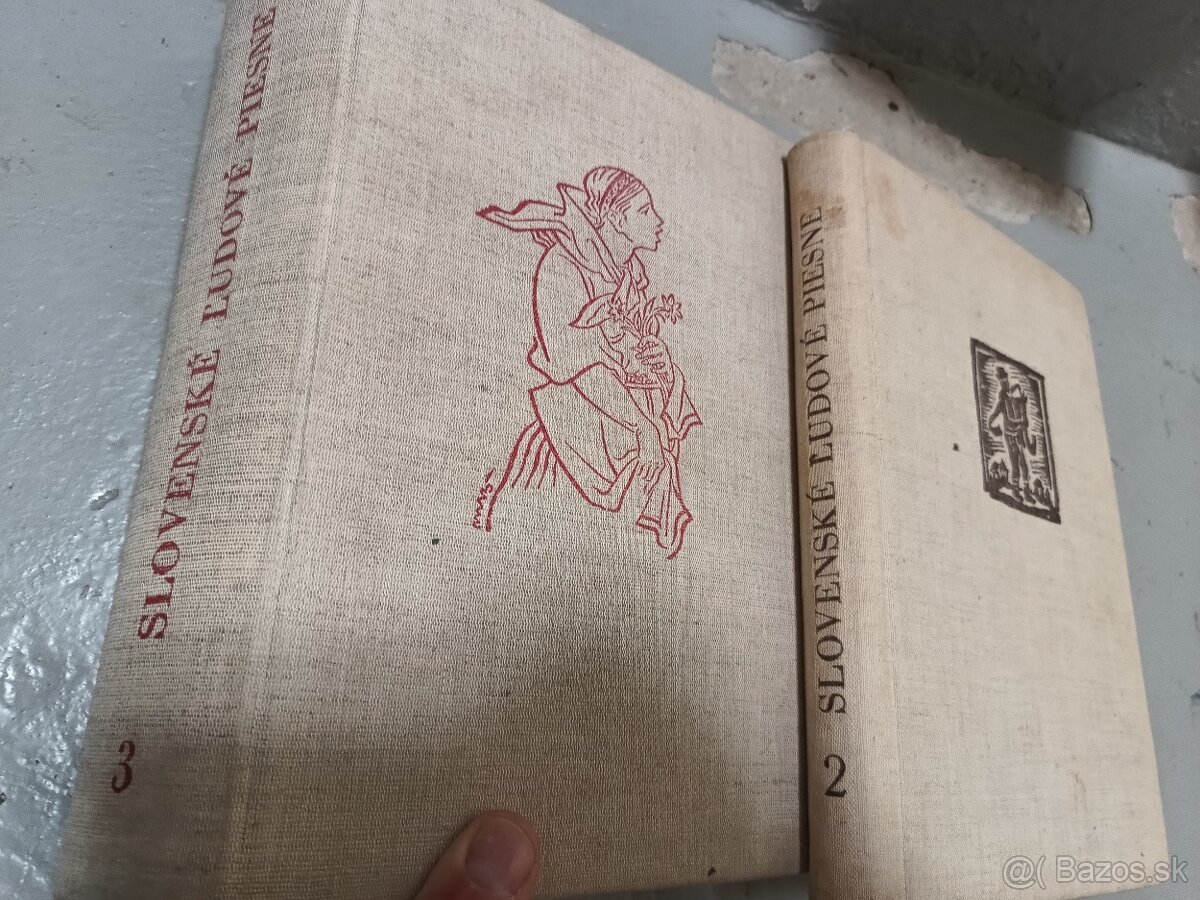 SLOVENSKÉ ĽUDOVÉ PIESNE
3
SLOVENSKÉ ĽUDOVÉ PIESNE
2
@( Bazos.sk